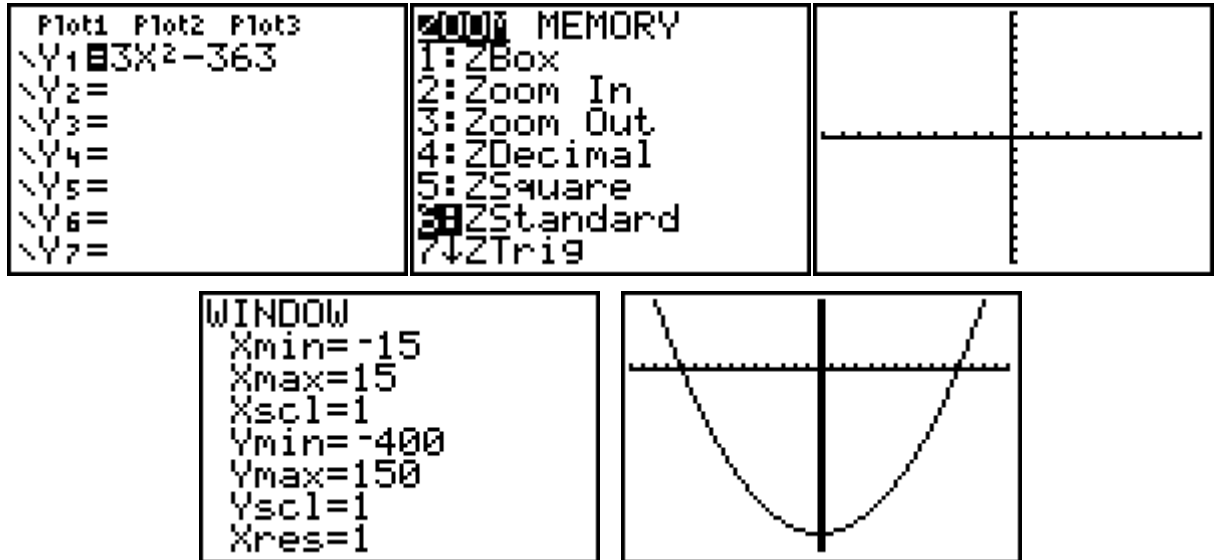 Plot1 Plot2 Plot3
\Y1=3X²-363
\Y2=
\Y3=
\Y4=
\Y5=
\Y6=
\Y7=
ZOOM MEMORY
1:ZBox
2:Zoom In
3:Zoom Out
4:ZDecimal
5:ZSquare
6:ZStandard
7↓ZTrig
WINDOW
Xmin=-15
Xmax=15
Xscl=1
Ymin=-400
Ymax=150
Yscl=1
Xres=1